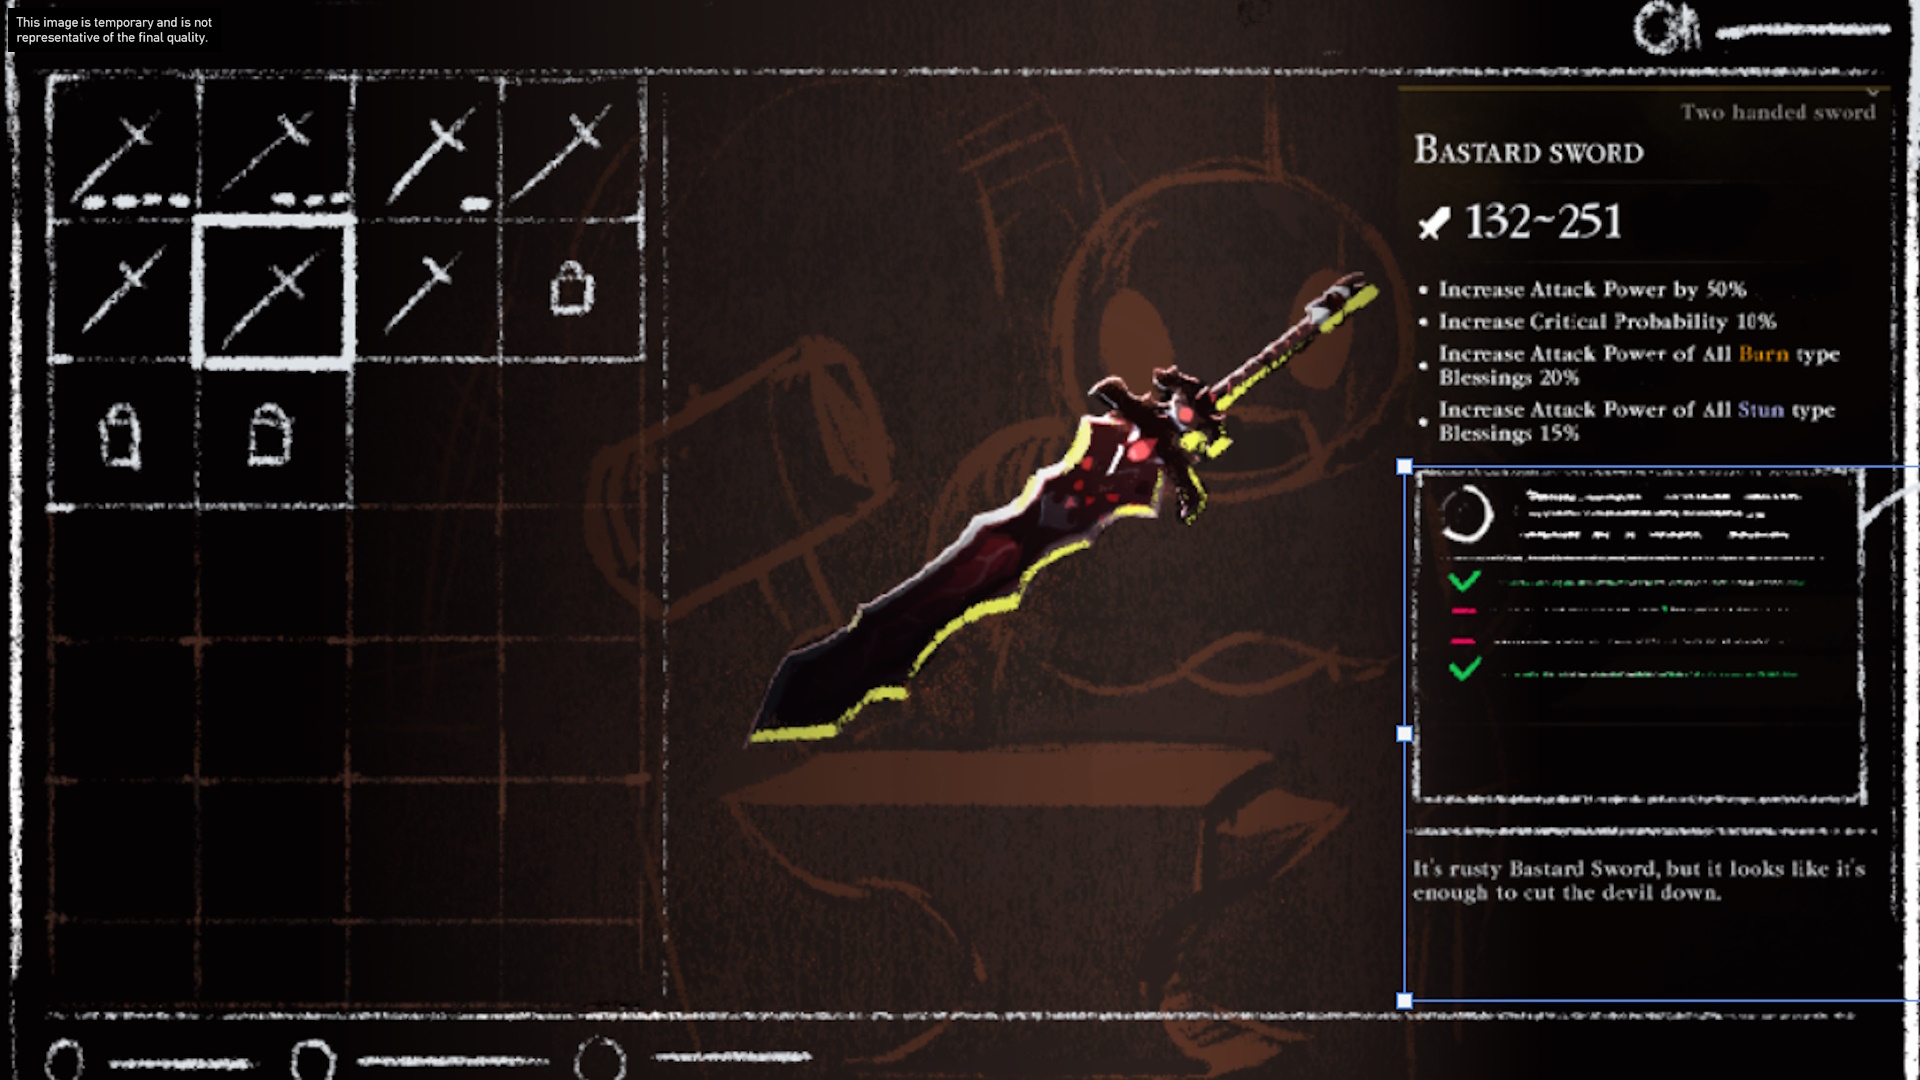 This image is temporary and is not
representative of the final quality.
Two handed sword
BASTARD SWORD
132~251
• Increase Attack Power by 50%
• Increase Critical Probability 10%
• Increase Attack Power of All Burn type
Blessings 20%
• Increase Attack Power of All Stun type
Blessings 15%
It's rusty Bastard Sword, but it looks like it's
enough to cut the devil down.